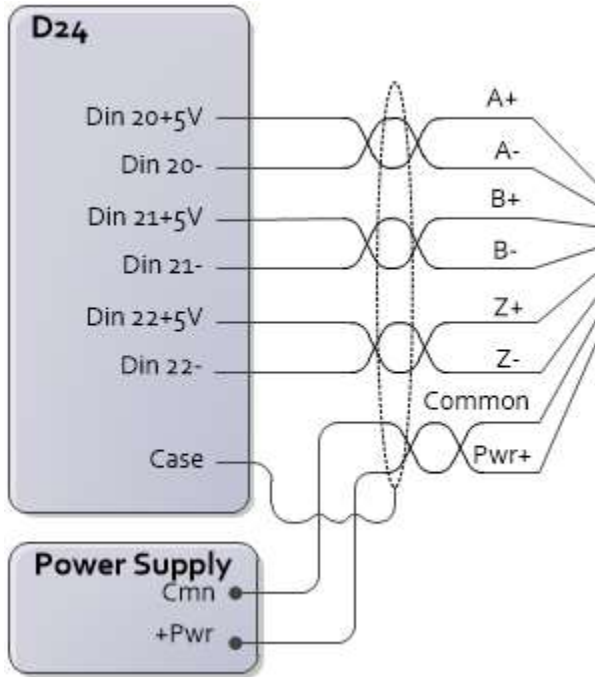 D24
Din 20+5V
Din 20-
Din 21+5V
Din 21-
Din 22+5V
Din 22-
Case
A+
A-
B+
B-
Z+
Z-
Common
Pwr+
Power Supply
Cmn
+Pwr